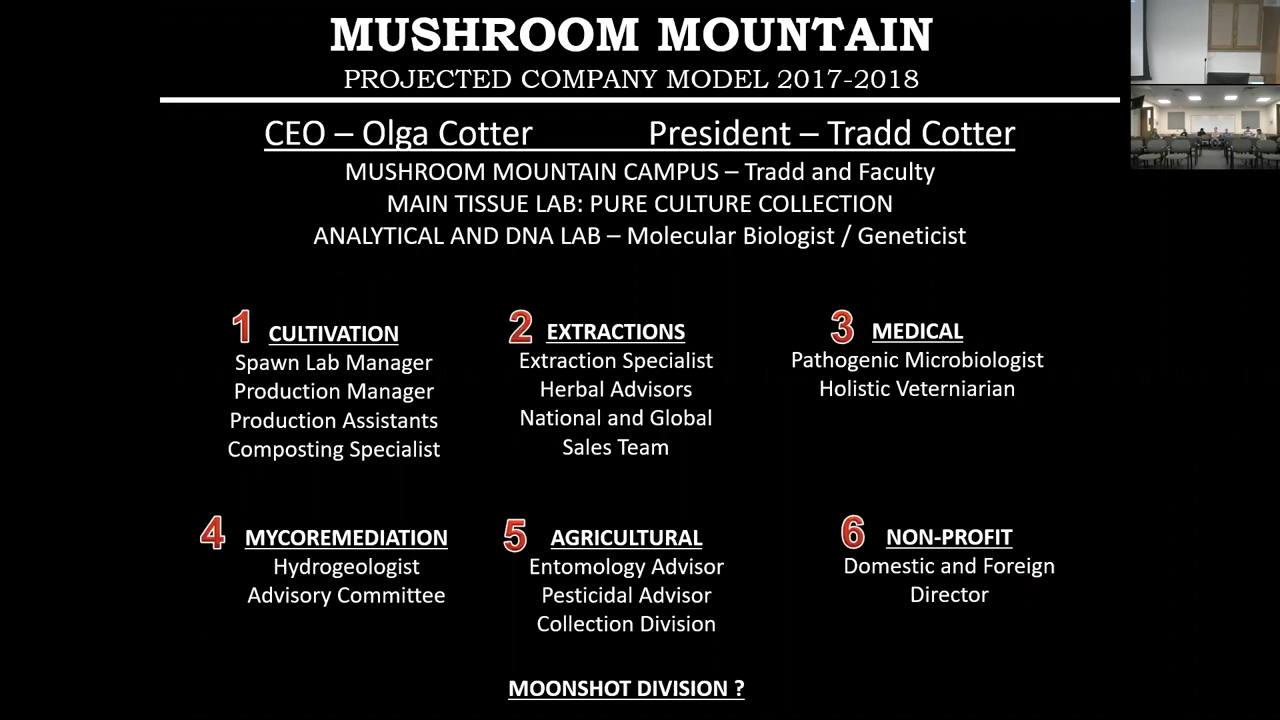 MUSHROOM MOUNTAIN
PROJECTED COMPANY MODEL 2017-2018
CEO – Olga Cotter President – Tradd Cotter
MUSHROOM MOUNTAIN CAMPUS – Tradd and Faculty
MAIN TISSUE LAB: PURE CULTURE COLLECTION
ANALYTICAL AND DNA LAB – Molecular Biologist / Geneticist
1 CULTIVATION
Spawn Lab Manager
Production Manager
Production Assistants
Composting Specialist
2 EXTRACTIONS
Extraction Specialist
Herbal Advisors
National and Global
Sales Team
3 MEDICAL
Pathogenic Microbiologist
Holistic Veterniarian
4 MYCOREMEDIATION
Hydrogeologist
Advisory Committee
5 AGRICULTURAL
Entomology Advisor
Pesticidal Advisor
Collection Division
6 NON-PROFIT
Domestic and Foreign
Director
MOONSHOT DIVISION ?